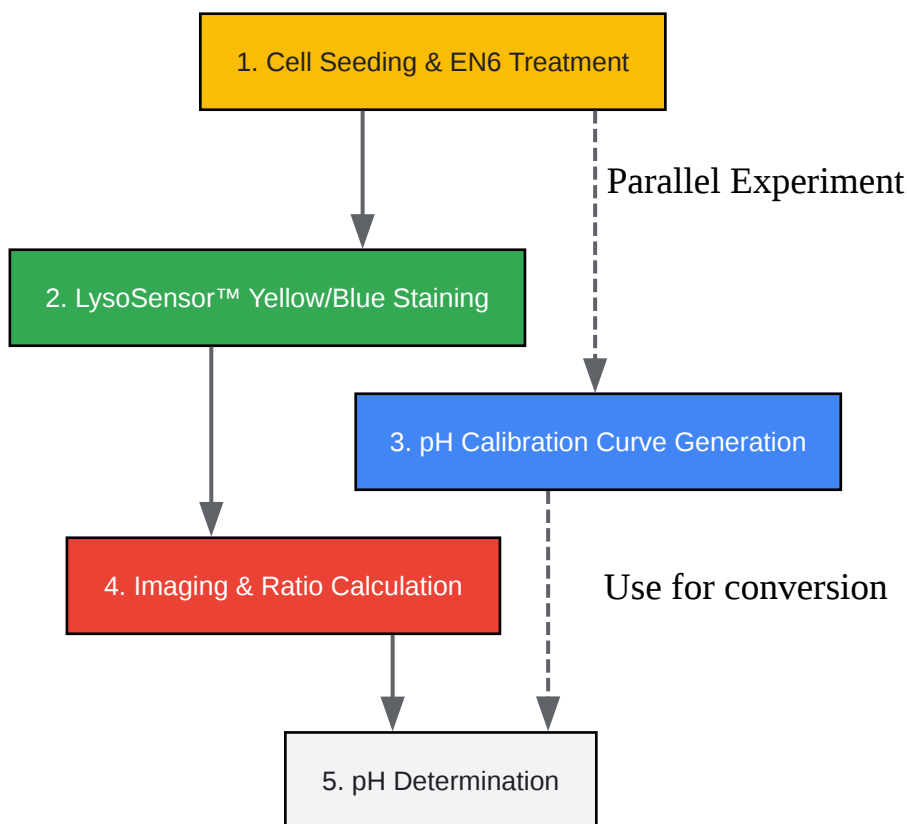 1. Cell Seeding & EN6 Treatment
Parallel Experiment
2. LysoSensor™ Yellow/Blue Staining
3. pH Calibration Curve Generation
4. Imaging & Ratio Calculation
Use for conversion
5. pH Determination